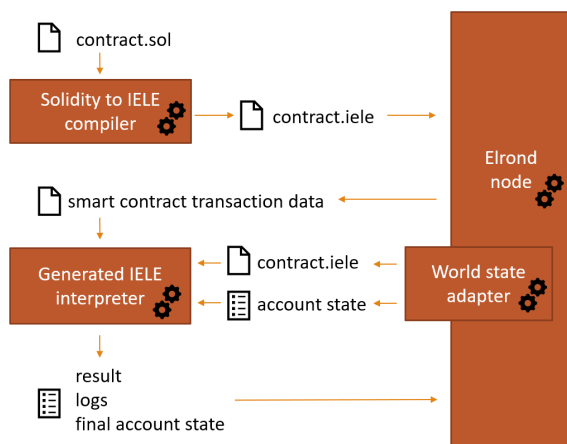 contract.sol
Solidity to IELE
compiler
contract.iele
Elrond
node
smart contract transaction data
Generated IELE
interpreter
contract.iele
account state
World state
adapter
result
logs
final account state